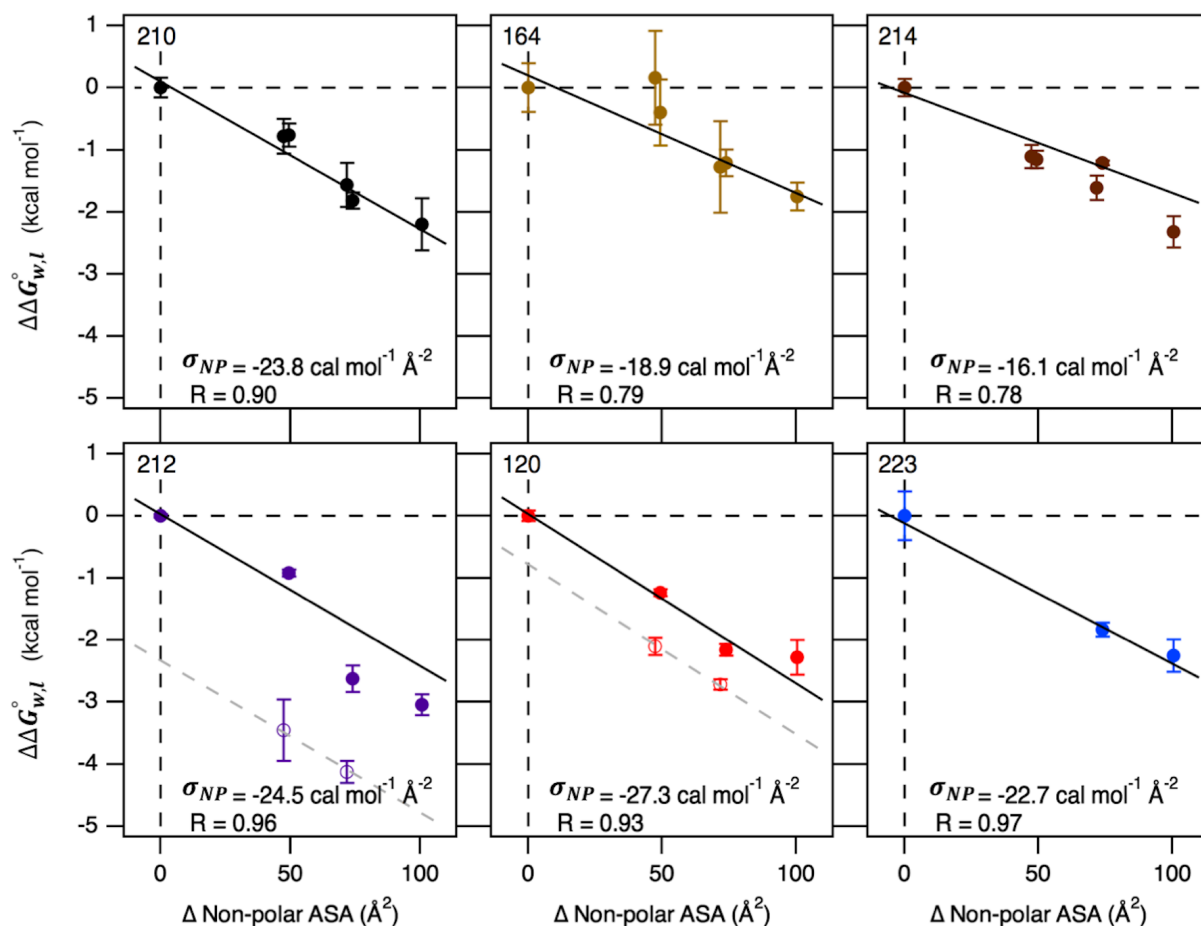 210
164
214
1
0
-1
-2
-3
-4
-5
ΔΔG°w,l (kcal mol⁻¹)
σNP = -23.8 cal mol⁻¹ Å⁻²
R = 0.90
σNP = -18.9 cal mol⁻¹ Å⁻²
R = 0.79
σNP = -16.1 cal mol⁻¹ Å⁻²
R = 0.78
212
120
223
1
0
-1
-2
-3
-4
-5
ΔΔG°w,l (kcal mol⁻¹)
σNP = -24.5 cal mol⁻¹ Å⁻²
R = 0.96
σNP = -27.3 cal mol⁻¹ Å⁻²
R = 0.93
σNP = -22.7 cal mol⁻¹ Å⁻²
R = 0.97
0 50 100
0 50 100
0 50 100
Δ Non-polar ASA (Å²)
Δ Non-polar ASA (Å²)
Δ Non-polar ASA (Å²)